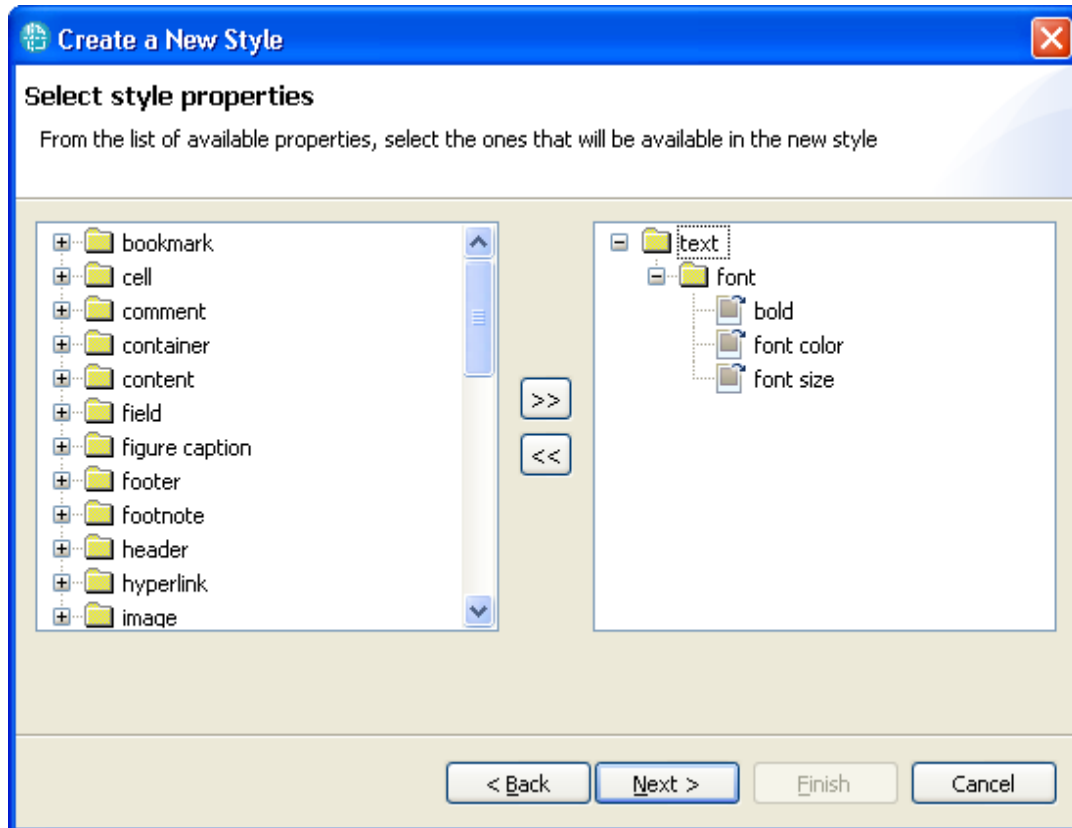 Create a New Style
Select style properties
From the list of available properties, select the ones that will be available in the new style
bookmark
cell
comment
container
content
field
figure caption
footer
footnote
header
hyperlink
image
>>
<<
text
font
bold
font color
font size
< Back
Next >
Finish
Cancel